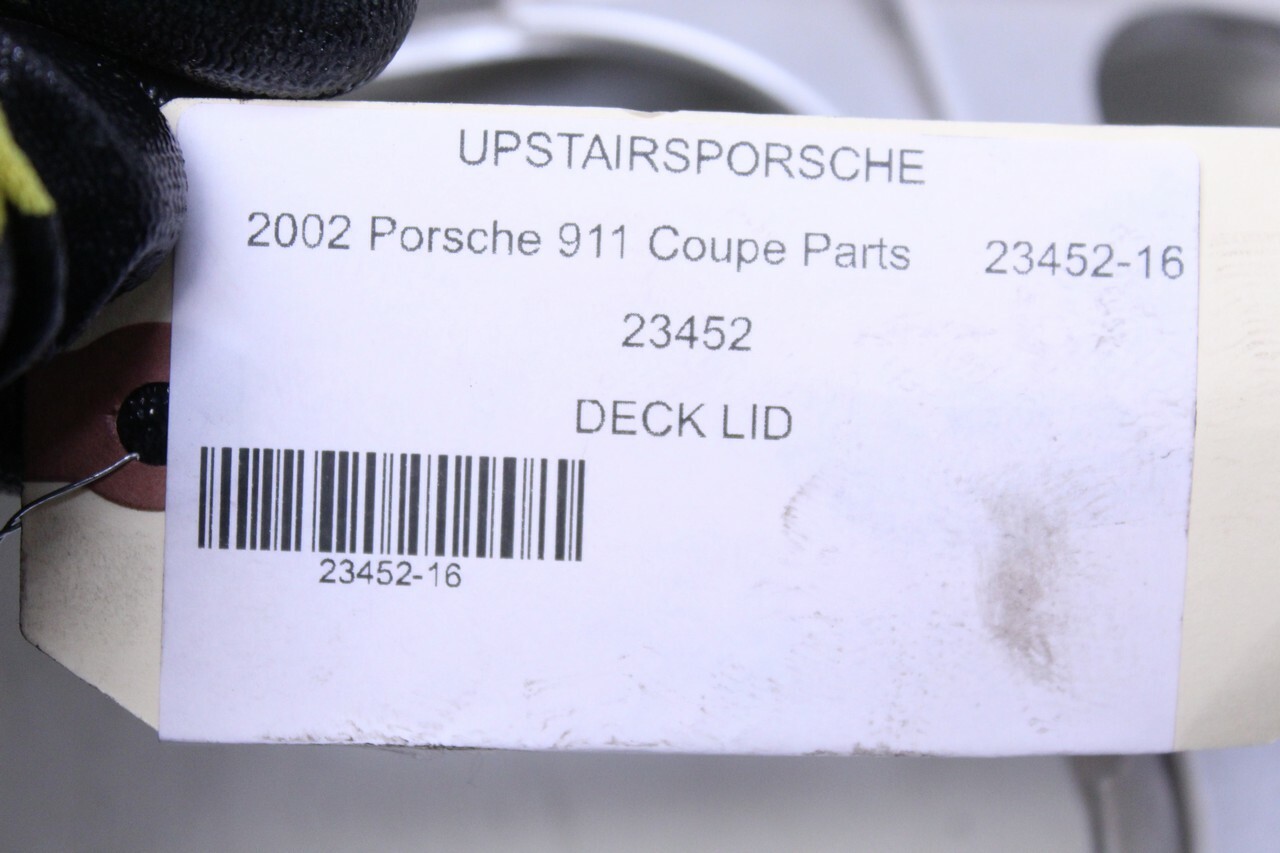 UPSTAIRSPORSCHE
2002 Porsche 911 Coupe Parts 23452-16
23452
DECK LID
23452-16